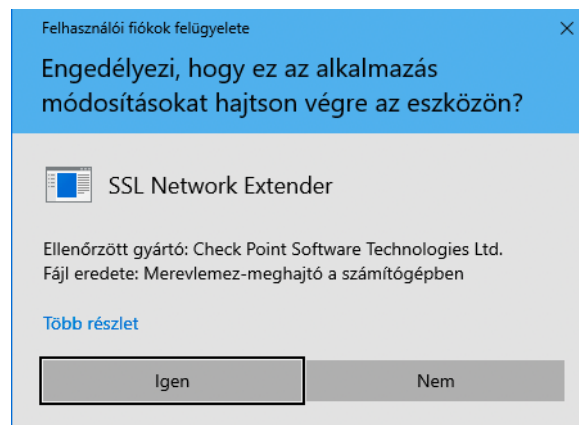 Felhasználói fiókok felügyelete
Engedélyezi, hogy ez az alkalmazás
módosításokat hajtson végre az eszközön?
SSL Network Extender
Ellenőrzött gyártó: Check Point Software Technologies Ltd.
Fájl eredete: Merevlemez-meghajtó a számítógépben
Több részlet
Igen
Nem